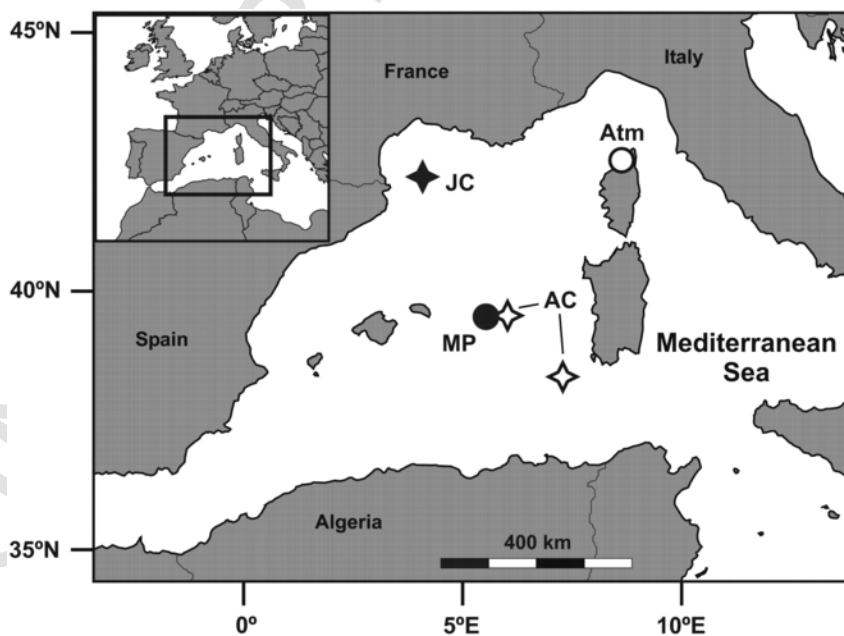 45ºN
France
Italy
Atm
JC
40ºN
AC
MP
Spain
Mediterranean
Sea
Algeria
400 km
35ºN
0º
5ºE
10ºE